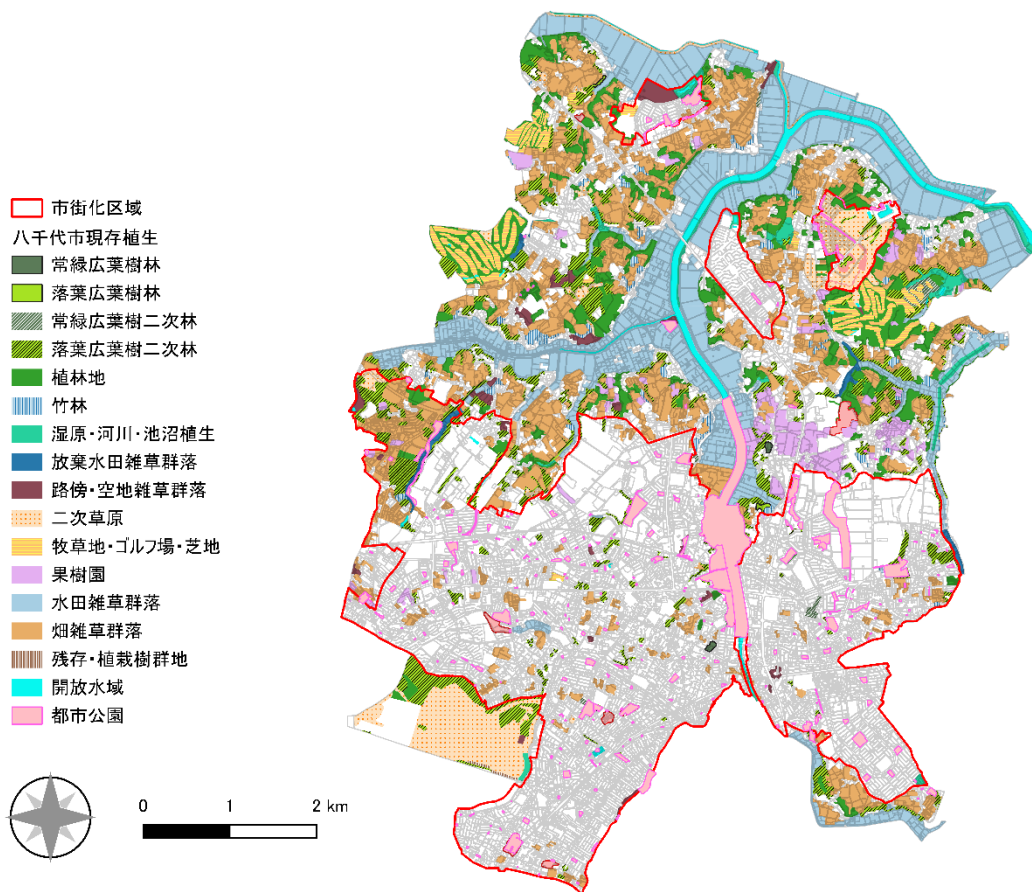 市街化区域
八千代市現存植生
常緑広葉樹林
落葉広葉樹林
常緑広葉樹二次林
落葉広葉樹二次林
植林地
竹林
湿原・河川・池沼植生
放棄水田雑草群落
路傍・空地雑草群落
二次草原
牧草地・ゴルフ場・芝地
果樹園
水田雑草群落
畑雑草群落
残存・植栽樹群地
開放水域
都市公園
0 1 2 km